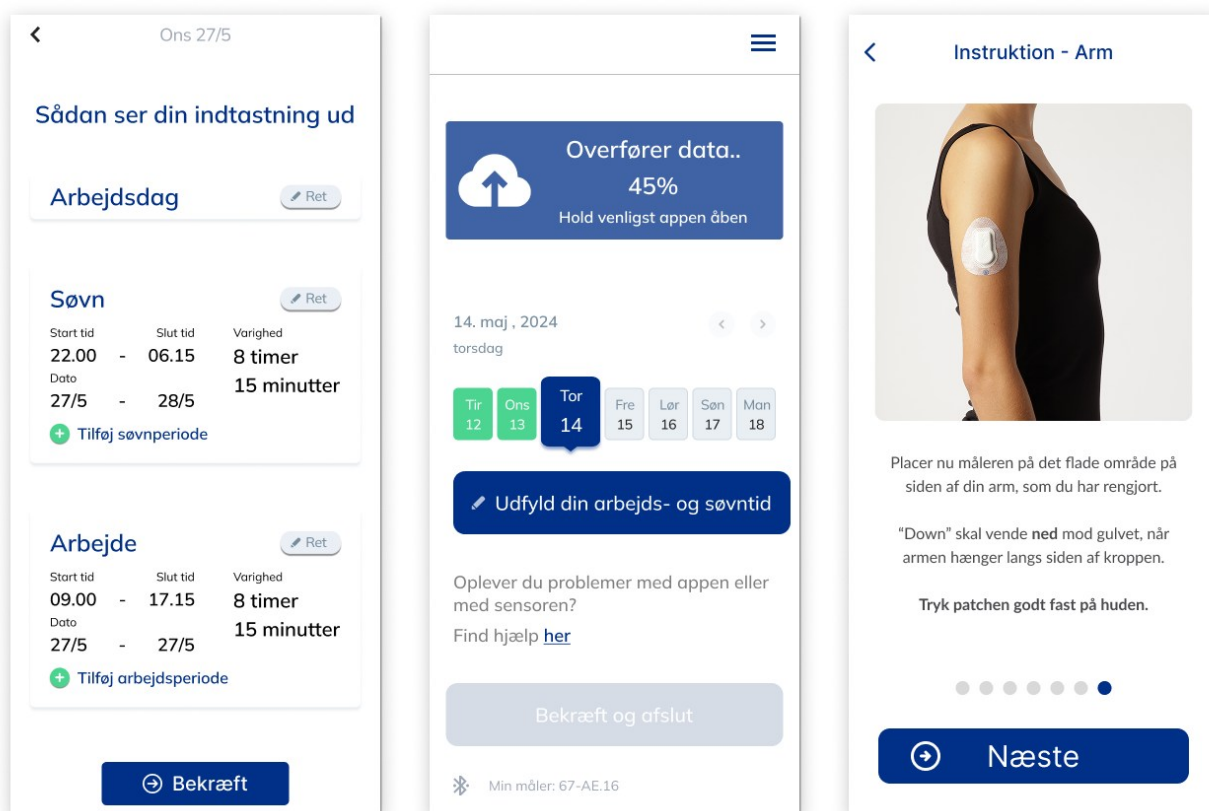 Ons 27/5
Sådan ser din indtastning ud
Arbejdsdag
Ret
Søvn
Ret
Start tid Slut tid Varighed
22.00 - 06.15 8 timer
Dato 15 minutter
27/5 - 28/5
Tilføj søvnperiode
Arbejde
Ret
Start tid Slut tid Varighed
09.00 - 17.15 8 timer
Dato 15 minutter
27/5 - 27/5
Tilføj arbejdsperiode
Bekræft
Overfører data..
45%
Hold venligst appen åben
14. maj , 2024
torsdag
Tir Ons Tor Fre Lør Søn Man
12 13 14 15 16 17 18
Udfyld din arbejds- og søvntid
Oplever du problemer med appen eller
med sensoren?
Find hjælp her
Bekræft og afslut
Min måler: 67-AE.16
Instruktion - Arm
Placer nu måleren på det flade område på
siden af din arm, som du har rengjort.
“Down” skal vende ned mod gulvet, når
armen hænger langs siden af kroppen.
Tryk patchen godt fast på huden.
Næste